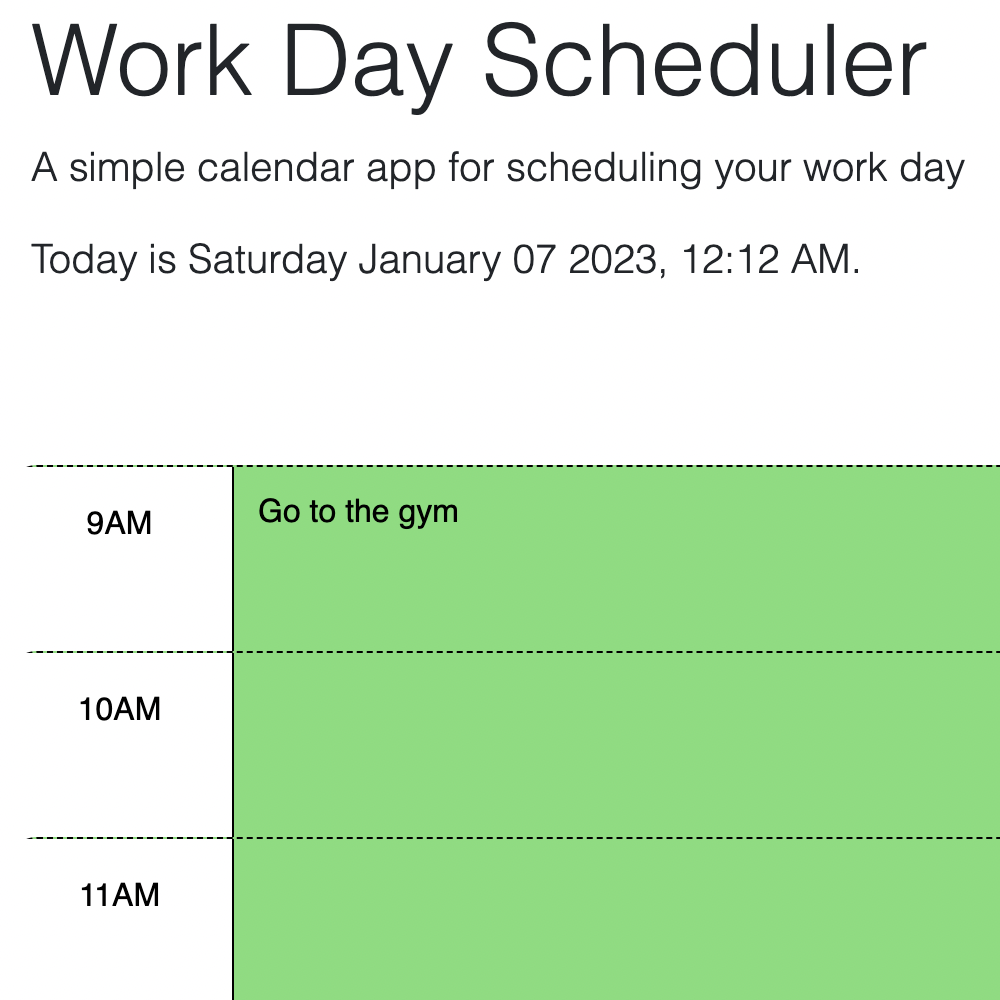 Work Day Scheduler
A simple calendar app for scheduling your work day
Today is Saturday January 07 2023, 12:12 AM.
9AM
Go to the gym
10AM
11AM